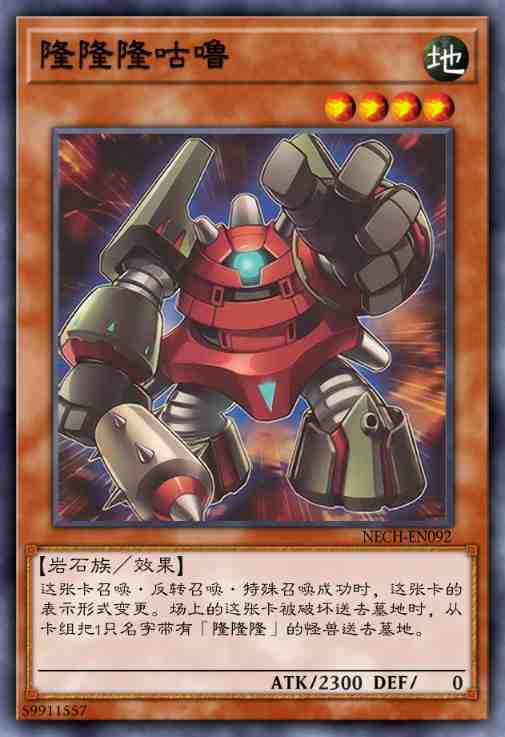 隆隆隆咕噜
地
NECH-EN092
【岩石族／效果】
这张卡召唤·反转召唤·特殊召唤成功时，这张卡的
表示形式变更。场上的这张卡被破坏送去墓地时，从
卡组把1只名字带有「隆隆隆」的怪兽送去墓地。
ATK/2300 DEF/ 0
59911557